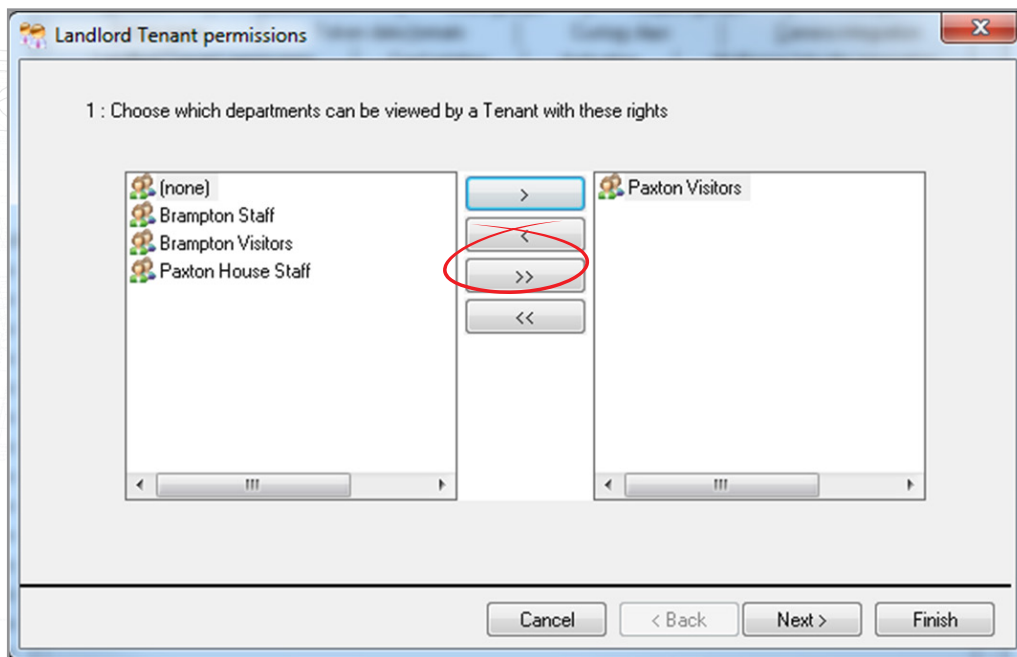 Landlord Tenant permissions
X
1 : Choose which departments can be viewed by a Tenant with these rights
(none)
Brampton Staff
Brampton Visitors
Paxton House Staff
>
<
>>
<<
Paxton Visitors
Cancel
< Back
Next >
Finish